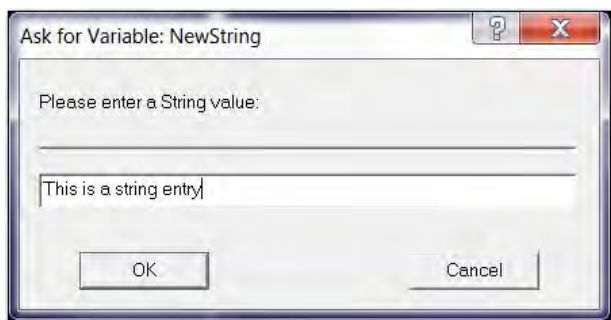 Ask for Variable: NewString
Please enter a String value:
This is a string entry
OK
Cancel